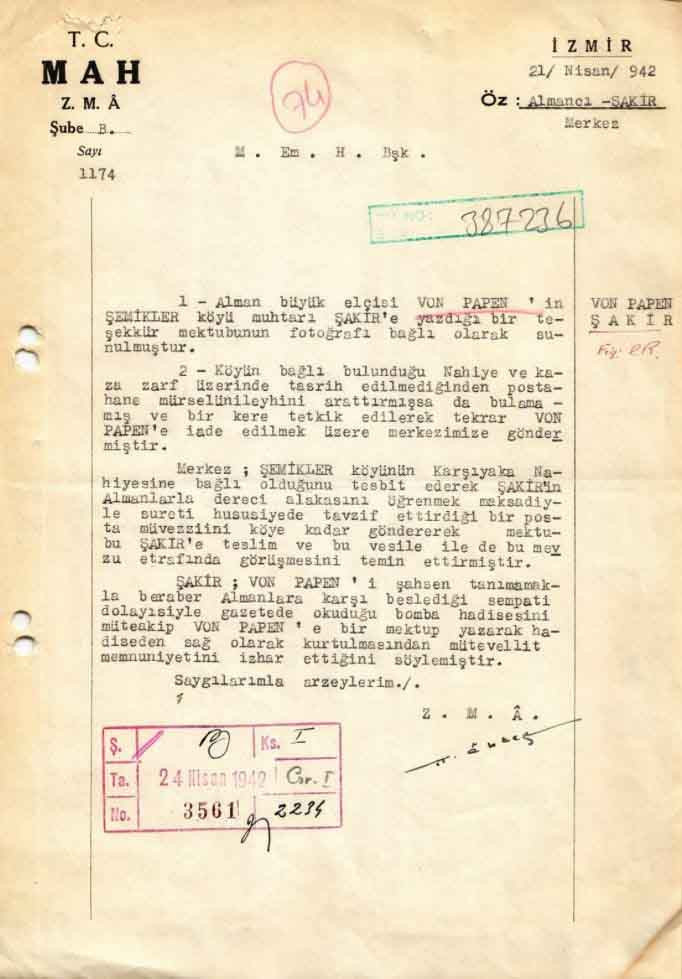 T. C.
MAH
Z. M. Â
Şube B.
Sayı
1174
İZMİR
21/ Nisan/ 942
Öz : Almancı -ŞAKİR
Merkez
74
M . Em . H . Bşk .
NO:
387236
1 - Alman büyük elçisi VON PAPEN ' in
ŞEMİKLER köyü muhtarı ŞAKİR'e yazdığı bir te-
şekkür mektubunun fotoğrafı bağlı olarak su-
nulmuştur.
VON PAPEN
ŞAKİR
Fiş:
2 - Köyün bağlı bulunduğu Nahiye ve ka-
za zarf üzerinde tasrih edilmediğinden posta-
hane mürselünileyhini arattırmışsa da bulama -
mış ve bir kere tetkik edilerek tekrar VON
PAPEN'e iade edilmek üzere merkezimize gönder
miştir.
Merkez ; ŞEMİKLER köyünün Karşıyaka Na-
hiyesine bağlı olduğunu tesbit ederek ŞAKİR'in
Almanlarla dereci alakasını öğrenmek maksadiy-
le sureti hususiyede tavzif ettirdiği bir pos-
ta müvezziini köye kadar göndererek mektu-
bu ŞAKİR'e teslim ve bu vesile ile de bu mev
zu etrafında görüşmesini temin ettirmiştir.
ŞAKİR ; VON PAPEN ' i şahsen tanımamak-
la beraber Almanlara karşı beslediği sempati
dolayısiyle gazetede okuduğu bomba hadisesini
müteakip VON PAPEN ' e bir mektup yazarak ha-
diseden sağ olarak kurtulmasından mütevellit
memnuniyetini izhar ettiğini söylemiştir.
Saygılarımla arzeylerim./.
Z . M . Â .
Ş. B Ks. I
Ta. 24 Nisan 1942 Cor. I
No. 3561 2234